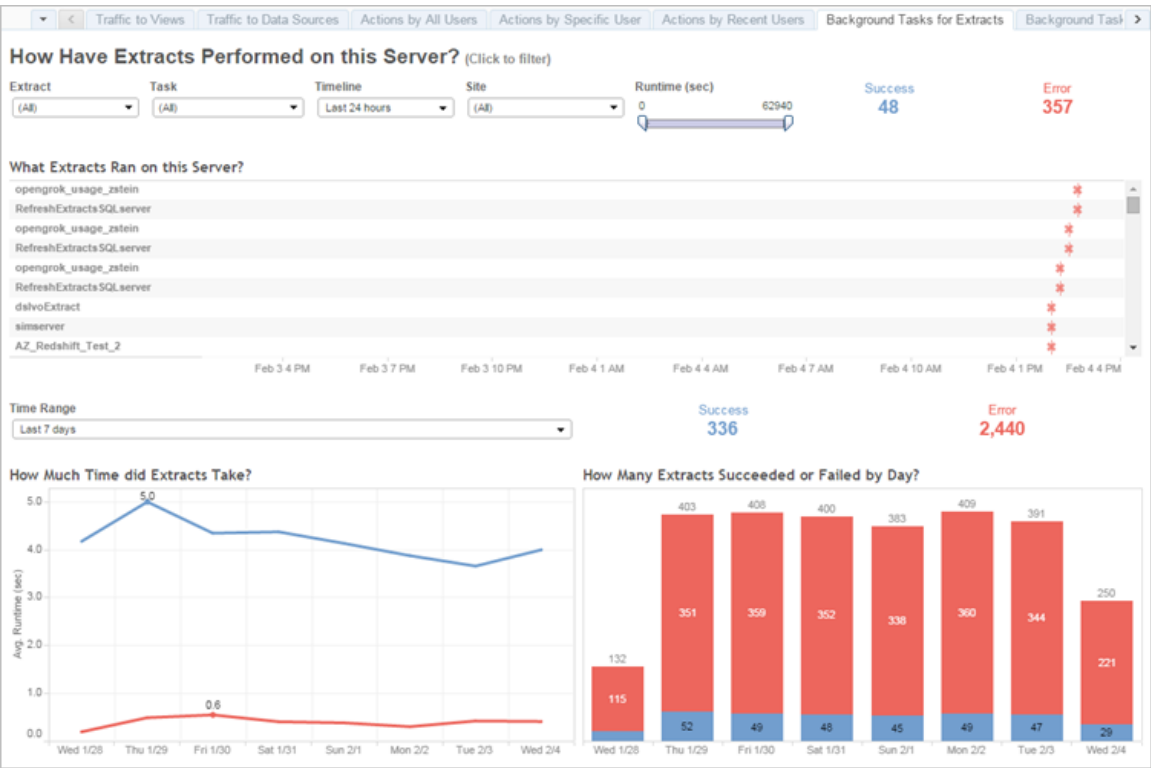 Traffic to Views Traffic to Data Sources Actions by All Users Actions by Specific User Actions by Recent Users Background Tasks for Extracts Background Task
How Have Extracts Performed on this Server? (Click to filter)
Extract Task Timeline Site Runtime (sec) Success Error
(All) (All) Last 24 hours (All) 0 62940 48 357
What Extracts Ran on this Server?
opengrok_usage_zstein
RefreshExtractsSQLserver
opengrok_usage_zstein
RefreshExtractsSQLserver
opengrok_usage_zstein
RefreshExtractsSQLserver
dslvoExtract
simserver
AZ_Redshift_Test_2
Feb 3 4 PM Feb 3 7 PM Feb 3 10 PM Feb 4 1 AM Feb 4 4 AM Feb 4 7 AM Feb 4 10 AM Feb 4 1 PM Feb 4 4 PM
Time Range Success Error
Last 7 days 336 2,440
How Much Time did Extracts Take?
5.0
5.0
4.0
3.0
2.0
1.0
0.6
0.0
Avg. Runtime (sec)
Wed 1/28 Thu 1/29 Fri 1/30 Sat 1/31 Sun 2/1 Mon 2/2 Tue 2/3 Wed 2/4
How Many Extracts Succeeded or Failed by Day?
132 403 408 400 383 409 391 250
115 351 359 352 338 360 344 221
52 49 48 45 49 47 29
Wed 1/28 Thu 1/29 Fri 1/30 Sat 1/31 Sun 2/1 Mon 2/2 Tue 2/3 Wed 2/4